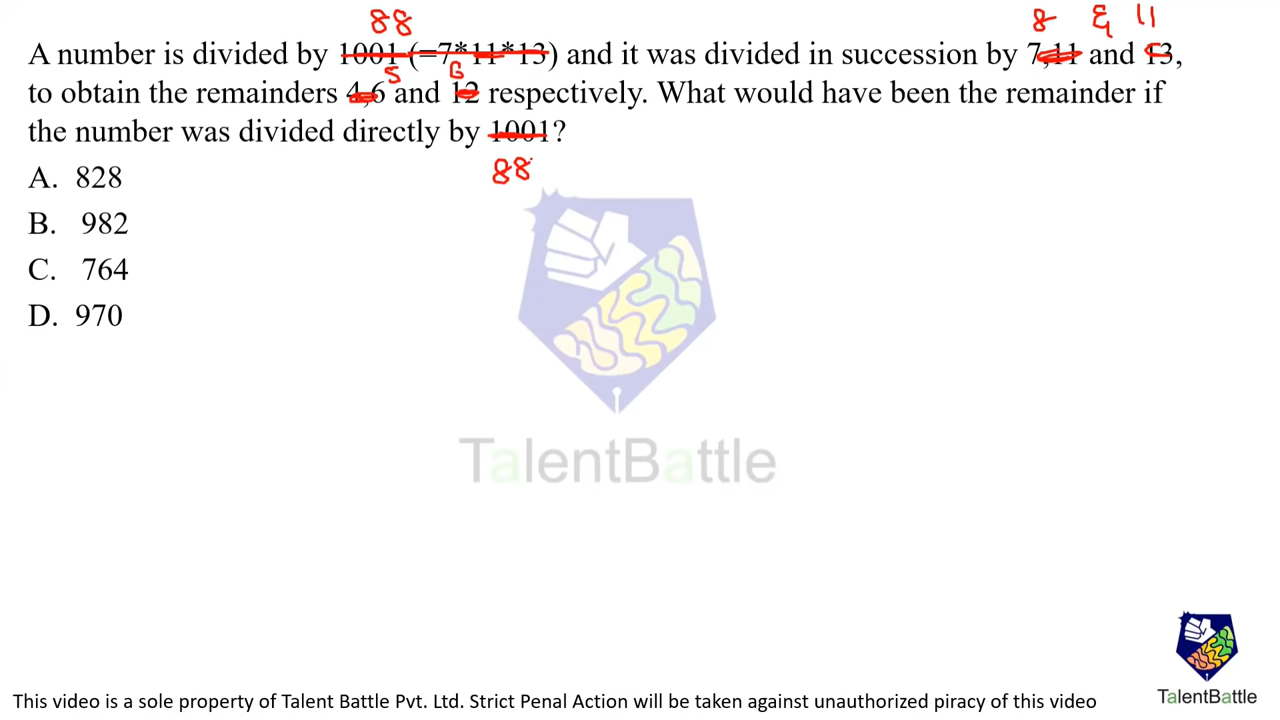 88
8 & 11
A number is divided by 1001 (=7*11*13) and it was divided in succession by 7,11 and 13,
5 6
to obtain the remainders 4,6 and 12 respectively. What would have been the remainder if
the number was divided directly by 1001?
88
A. 828
B. 982
C. 764
D. 970
TalentBattle
TalentBattle
This video is a sole property of Talent Battle Pvt. Ltd. Strict Penal Action will be taken against unauthorized piracy of this video